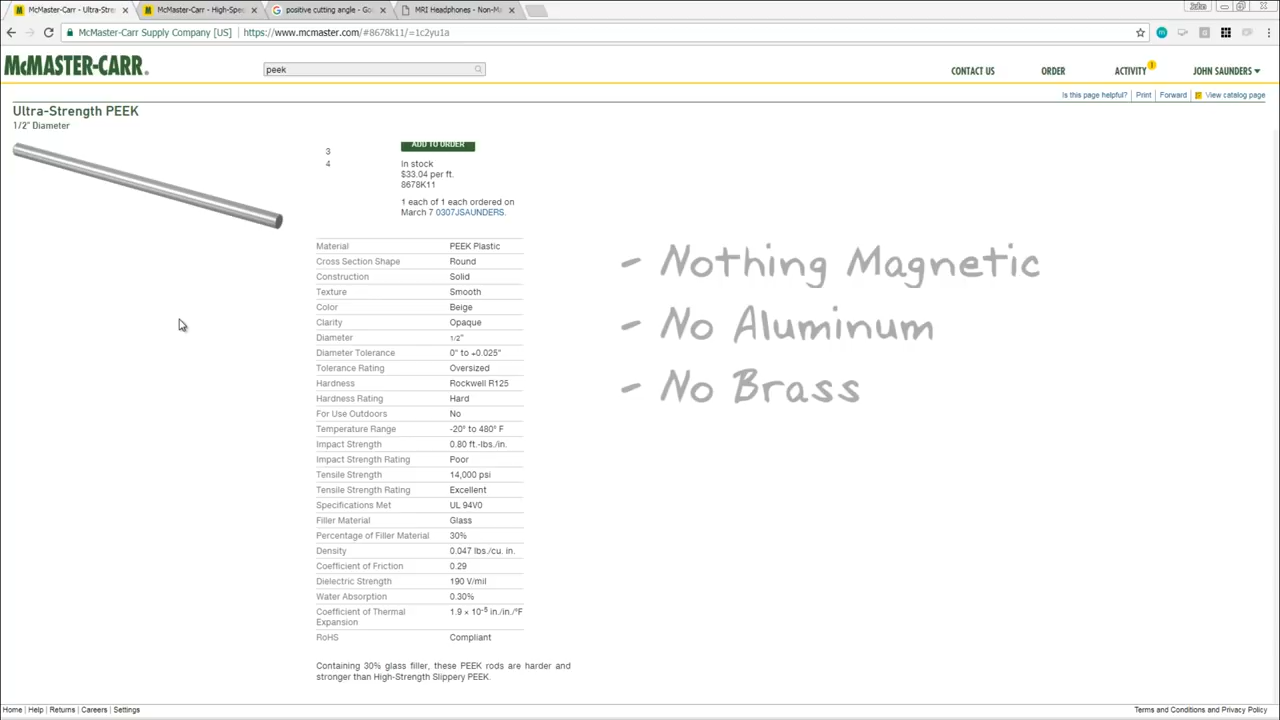 McMaster-Carr - Ultra-Stre
McMaster-Carr - High-Spe
positive cutting angle - Go
MRI Headphones - Non-M
John
McMaster-Carr Supply Company [US] https://www.mcmaster.com/#8678k11/=1c2yu1a
McMASTER-CARR.
peek
CONTACT US
ORDER
ACTIVITY
1
JOHN SAUNDERS
Is this page helpful?
Print
Forward
View catalog page
Ultra-Strength PEEK
1/2" Diameter
ADD TO ORDER
3
4
In stock
$33.04 per ft.
8678K11
1 each of 1 each ordered on
March 7 0307JSAUNDERS.
Material PEEK Plastic
Cross Section Shape Round
Construction Solid
Texture Smooth
Color Beige
Clarity Opaque
Diameter 1/2"
Diameter Tolerance 0" to +0.025"
Tolerance Rating Oversized
Hardness Rockwell R125
Hardness Rating Hard
For Use Outdoors No
Temperature Range -20° to 480° F
Impact Strength 0.80 ft.-lbs./in.
Impact Strength Rating Poor
Tensile Strength 14,000 psi
Tensile Strength Rating Excellent
Specifications Met UL 94V0
Filler Material Glass
Percentage of Filler Material 30%
Density 0.047 lbs./cu. in.
Coefficient of Friction 0.29
Dielectric Strength 190 V/mil
Water Absorption 0.30%
Coefficient of Thermal 1.9 × 10⁻⁵ in./in./°F
Expansion
RoHS Compliant
Containing 30% glass filler, these PEEK rods are harder and
stronger than High-Strength Slippery PEEK.
- Nothing Magnetic
- No Aluminum
- No Brass
Home | Help | Returns | Careers | Settings
Terms and Conditions and Privacy Policy